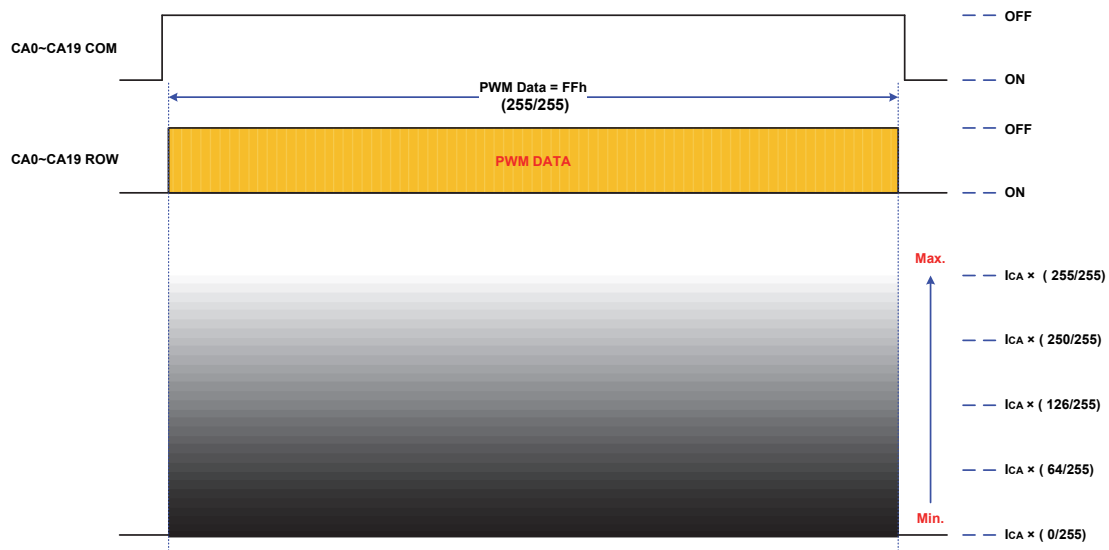 OFF
CA0~CA19 COM
ON
PWM Data = FFh
(255/255)
OFF
CA0~CA19 ROW
PWM DATA
ON
Max.
ICA × ( 255/255)
ICA × ( 250/255)
ICA × ( 126/255)
ICA × ( 64/255)
Min.
ICA × ( 0/255)